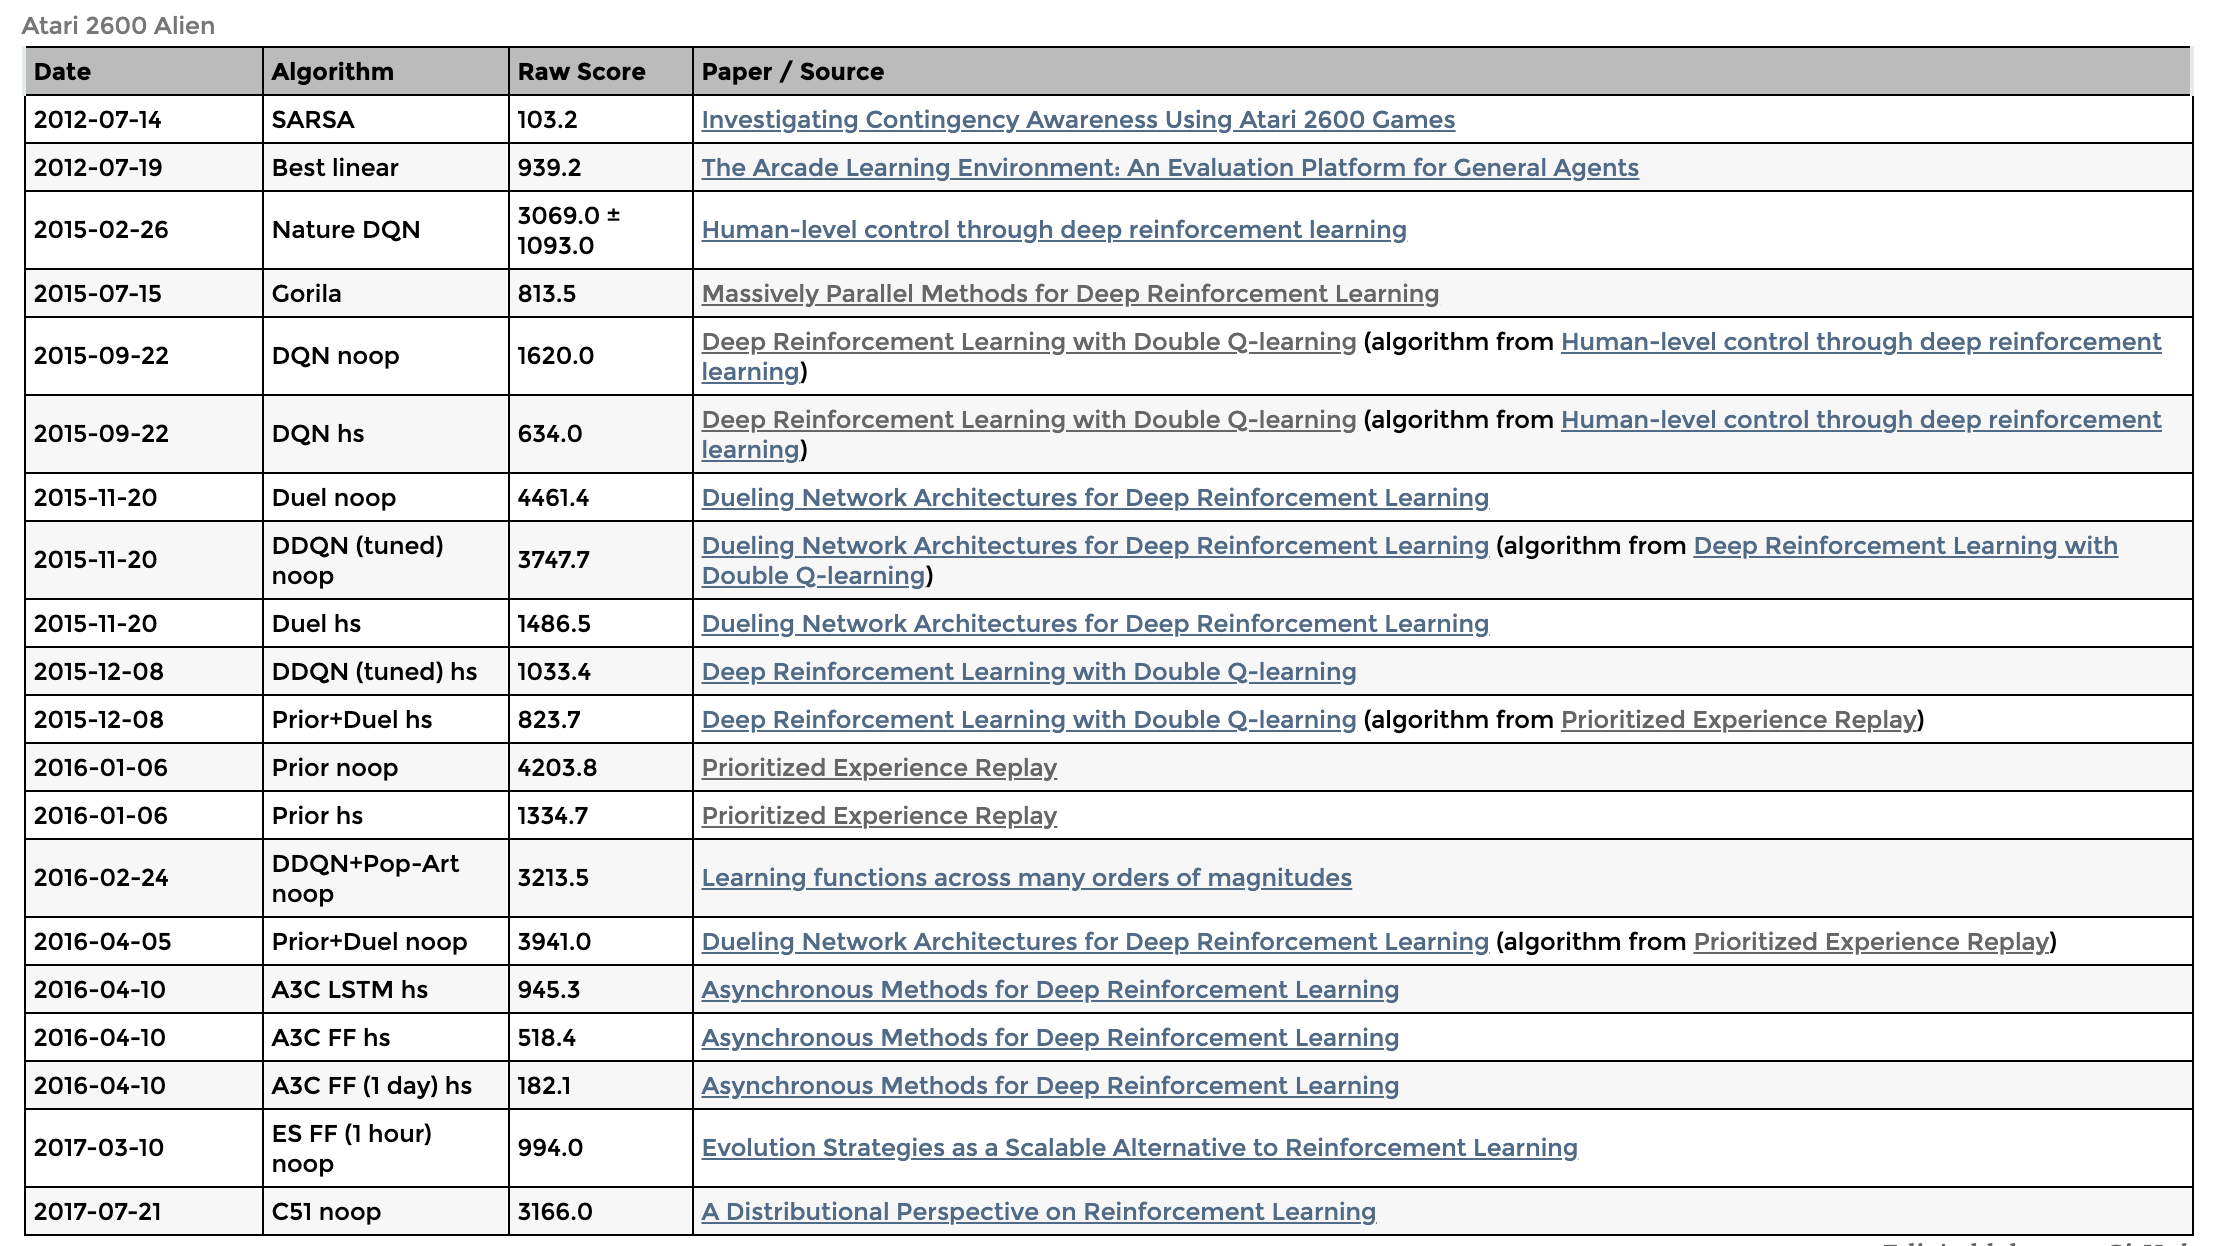 Atari 2600 Alien
Date Algorithm Raw Score Paper / Source
2012-07-14 SARSA 103.2 Investigating Contingency Awareness Using Atari 2600 Games
2012-07-19 Best linear 939.2 The Arcade Learning Environment: An Evaluation Platform for General Agents
2015-02-26 Nature DQN 3069.0 ±
1093.0 Human-level control through deep reinforcement learning
2015-07-15 Gorila 813.5 Massively Parallel Methods for Deep Reinforcement Learning
2015-09-22 DQN noop 1620.0 Deep Reinforcement Learning with Double Q-learning (algorithm from Human-level control through deep reinforcement
learning)
2015-09-22 DQN hs 634.0 Deep Reinforcement Learning with Double Q-learning (algorithm from Human-level control through deep reinforcement
learning)
2015-11-20 Duel noop 4461.4 Dueling Network Architectures for Deep Reinforcement Learning
2015-11-20 DDQN (tuned)
noop 3747.7 Dueling Network Architectures for Deep Reinforcement Learning (algorithm from Deep Reinforcement Learning with
Double Q-learning)
2015-11-20 Duel hs 1486.5 Dueling Network Architectures for Deep Reinforcement Learning
2015-12-08 DDQN (tuned) hs 1033.4 Deep Reinforcement Learning with Double Q-learning
2015-12-08 Prior+Duel hs 823.7 Deep Reinforcement Learning with Double Q-learning (algorithm from Prioritized Experience Replay)
2016-01-06 Prior noop 4203.8 Prioritized Experience Replay
2016-01-06 Prior hs 1334.7 Prioritized Experience Replay
2016-02-24 DDQN+Pop-Art
noop 3213.5 Learning functions across many orders of magnitudes
2016-04-05 Prior+Duel noop 3941.0 Dueling Network Architectures for Deep Reinforcement Learning (algorithm from Prioritized Experience Replay)
2016-04-10 A3C LSTM hs 945.3 Asynchronous Methods for Deep Reinforcement Learning
2016-04-10 A3C FF hs 518.4 Asynchronous Methods for Deep Reinforcement Learning
2016-04-10 A3C FF (1 day) hs 182.1 Asynchronous Methods for Deep Reinforcement Learning
2017-03-10 ES FF (1 hour)
noop 994.0 Evolution Strategies as a Scalable Alternative to Reinforcement Learning
2017-07-21 C51 noop 3166.0 A Distributional Perspective on Reinforcement Learning